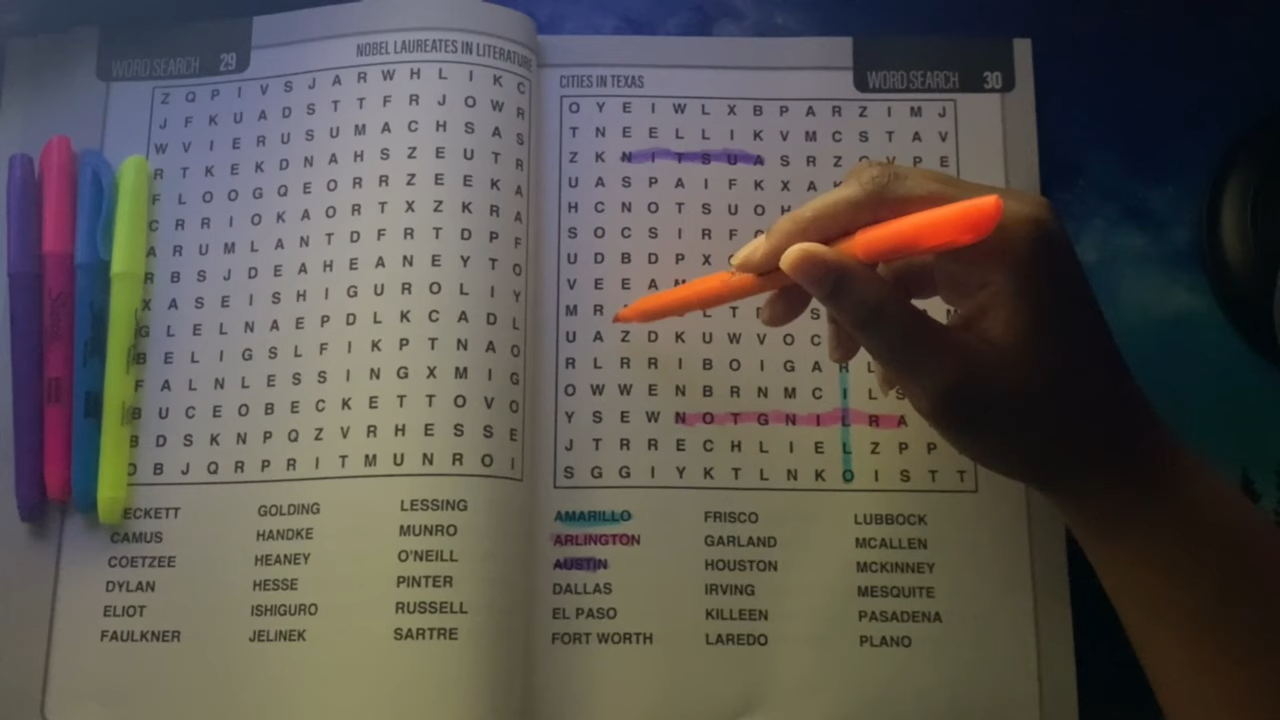 WORD SEARCH 29
NOBEL LAUREATES IN LITERATURE
Z Q P I V S J A R W H L I K C
J F K U A D S T T F R J O W R
W V I E R U S U M A C H S A S
R T K E K D N A H S Z E U T R
F L O O G Q E O R R Z E E K A
C R R I O K A O R T X Z K R A
A R U M L A N T D F R T D P F
R B S J D E A H E A N E Y T O
X A S E I S H I G U R O L I Y
G L E L N A E P D L K C A D L
B E L I G S L F I K P T N A O
F A L N L E S S I N G X M I G
B U C E O B E C K E T T O V O
B D S K N P Q Z V R H E S S E
O B J Q R P R I T M U N R O I
ECKETT GOLDING LESSING
CAMUS HANDKE MUNRO
COETZEE HEANEY O'NEILL
DYLAN HESSE PINTER
ELIOT ISHIGURO RUSSELL
FAULKNER JELINEK SARTRE
CITIES IN TEXAS
WORD SEARCH 30
O Y E I W L X B P A R Z I M J
T N E E L L I K V M C S T A V
Z K N I T S U A S R Z O V P E
U A S P A I F K X A K
H C N O T S U O H
S O C S I R F
U D B D P X
V E E A
M R L T S M
U A Z D K U W V O C
R L R R I B O I G A R L
O W W E N B R N M C I L S
Y S E W N O T G N I L R A
J T R R E C H L I E L Z P P
S G G I Y K T L N K O I S T T
AMARILLO FRISCO LUBBOCK
ARLINGTON GARLAND MCALLEN
AUSTIN HOUSTON MCKINNEY
DALLAS IRVING MESQUITE
EL PASO KILLEEN PASADENA
FORT WORTH LAREDO PLANO